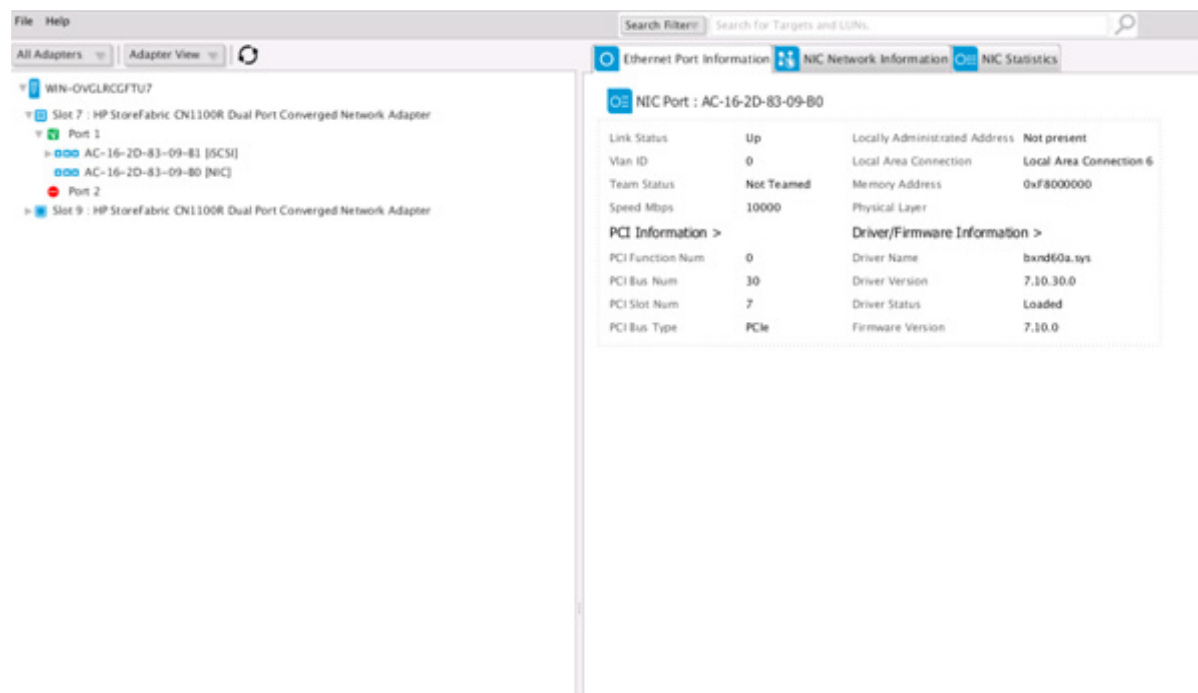 File Help
Search Filter Search for Targets and LUNs.
All Adapters Adapter View
Ethernet Port Information NIC Network Information NIC Statistics
WIN-OVGLRCGFTU7
Slot 7 : HP StoreFabric CN1100R Dual Port Converged Network Adapter
Port 1
AC-16-2D-83-09-B1 [iSCSI]
AC-16-2D-83-09-B0 [NIC]
Port 2
Slot 9 : HP StoreFabric CN1100R Dual Port Converged Network Adapter
NIC Port : AC-16-2D-83-09-B0
Link Status Up Locally Administrated Address Not present
Vlan ID 0 Local Area Connection Local Area Connection 6
Team Status Not Teamed Memory Address 0xF8000000
Speed Mbps 10000 Physical Layer
PCI Information > Driver/Firmware Information >
PCI Function Num 0 Driver Name bxnd60a.sys
PCI Bus Num 30 Driver Version 7.10.30.0
PCI Slot Num 7 Driver Status Loaded
PCI Bus Type PCIe Firmware Version 7.10.0